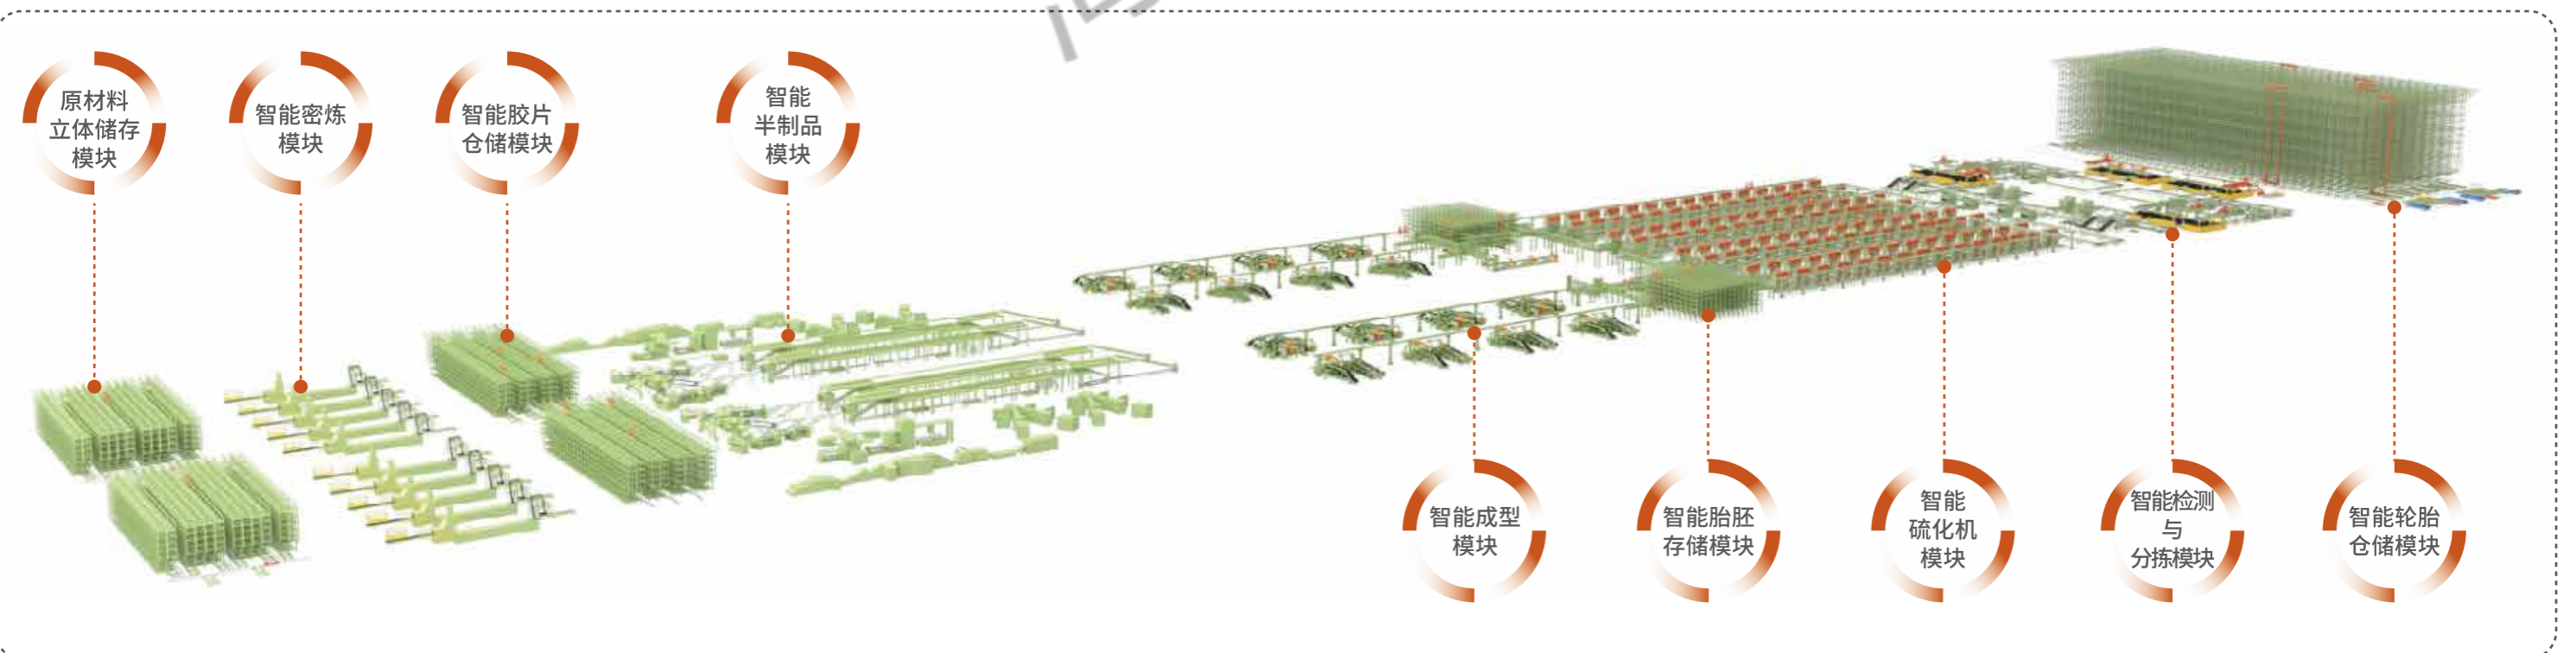 原材料
立体储存
模块
智能密炼
模块
智能胶片
仓储模块
智能
半制品
模块
智能成型
模块
智能胎胚
存储模块
智能
硫化机
模块
智能检测
与
分拣模块
智能轮胎
仓储模块